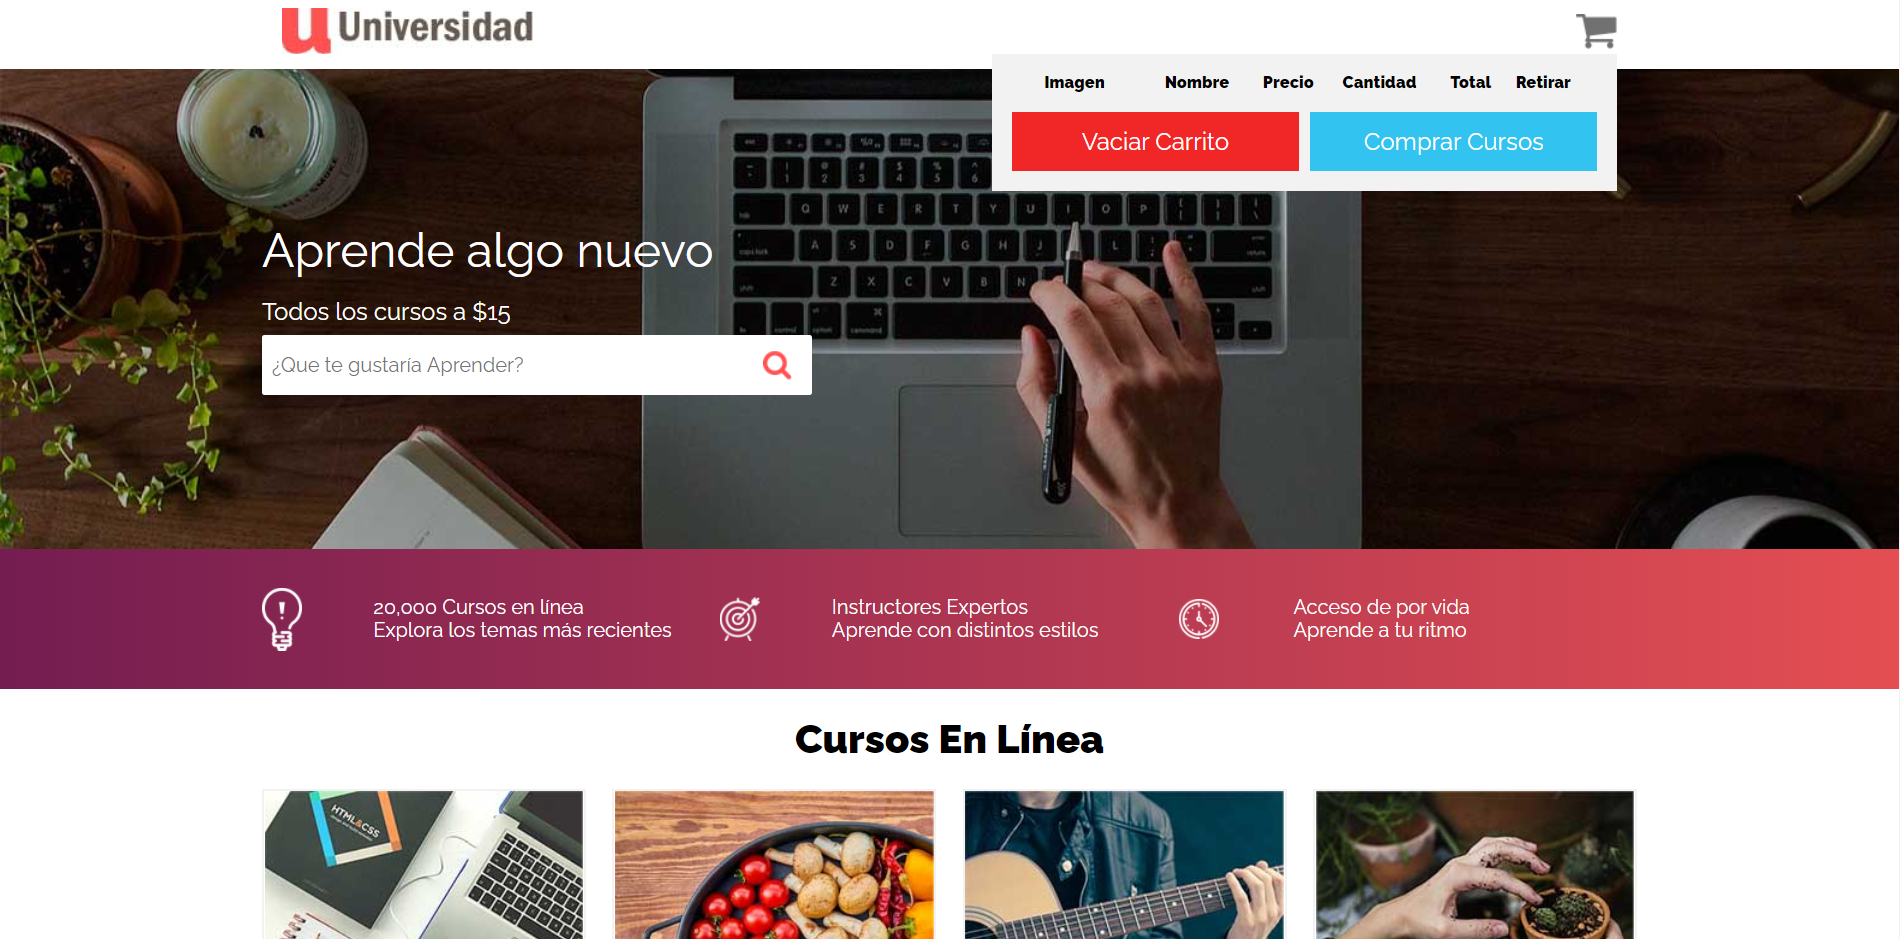 u Universidad
Imagen Nombre Precio Cantidad Total Retirar
Vaciar Carrito Comprar Cursos
Aprende algo nuevo
Todos los cursos a $15
¿Que te gustaría Aprender?
20,000 Cursos en línea
Explora los temas más recientes
Instructores Expertos
Aprende con distintos estilos
Acceso de por vida
Aprende a tu ritmo
Cursos En Línea
HTML&CSS